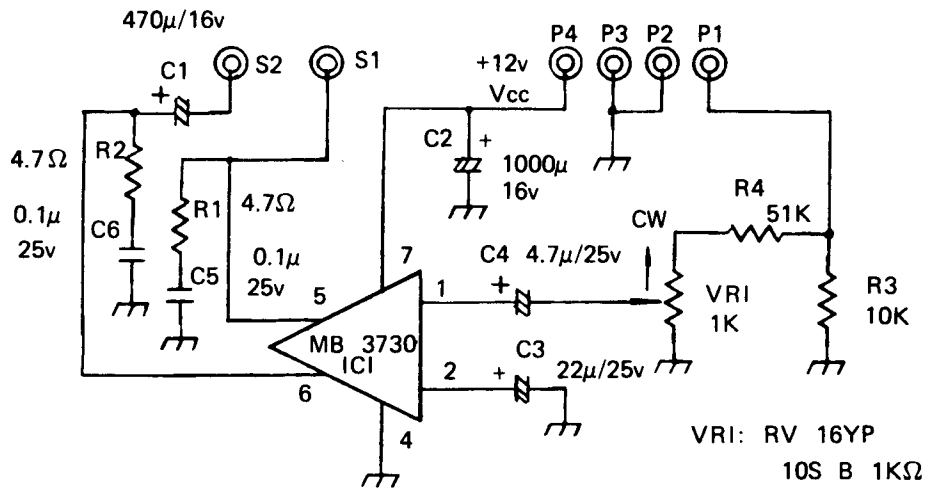 470μ/16v
P4 P3 P2 P1
C1
S2
S1
+12v
Vcc
+
C2
+
R2
4.7Ω
1000μ
16v
R4
51K
R1
4.7Ω
0.1μ
25v
C6
CW
C5
0.1μ
25v
7
C4
4.7μ/25v
+
1
VRI
1K
R3
10K
5
MB 3730
ICI
C3
2
+
22μ/25v
6
4
VRI: RV 16YP
10S B 1KΩ